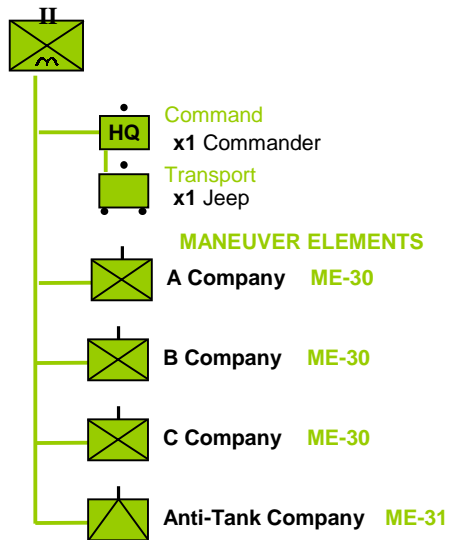 II
HQ
Command
x1 Commander
Transport
x1 Jeep
MANEUVER ELEMENTS
A Company ME-30
B Company ME-30
C Company ME-30
Anti-Tank Company ME-31